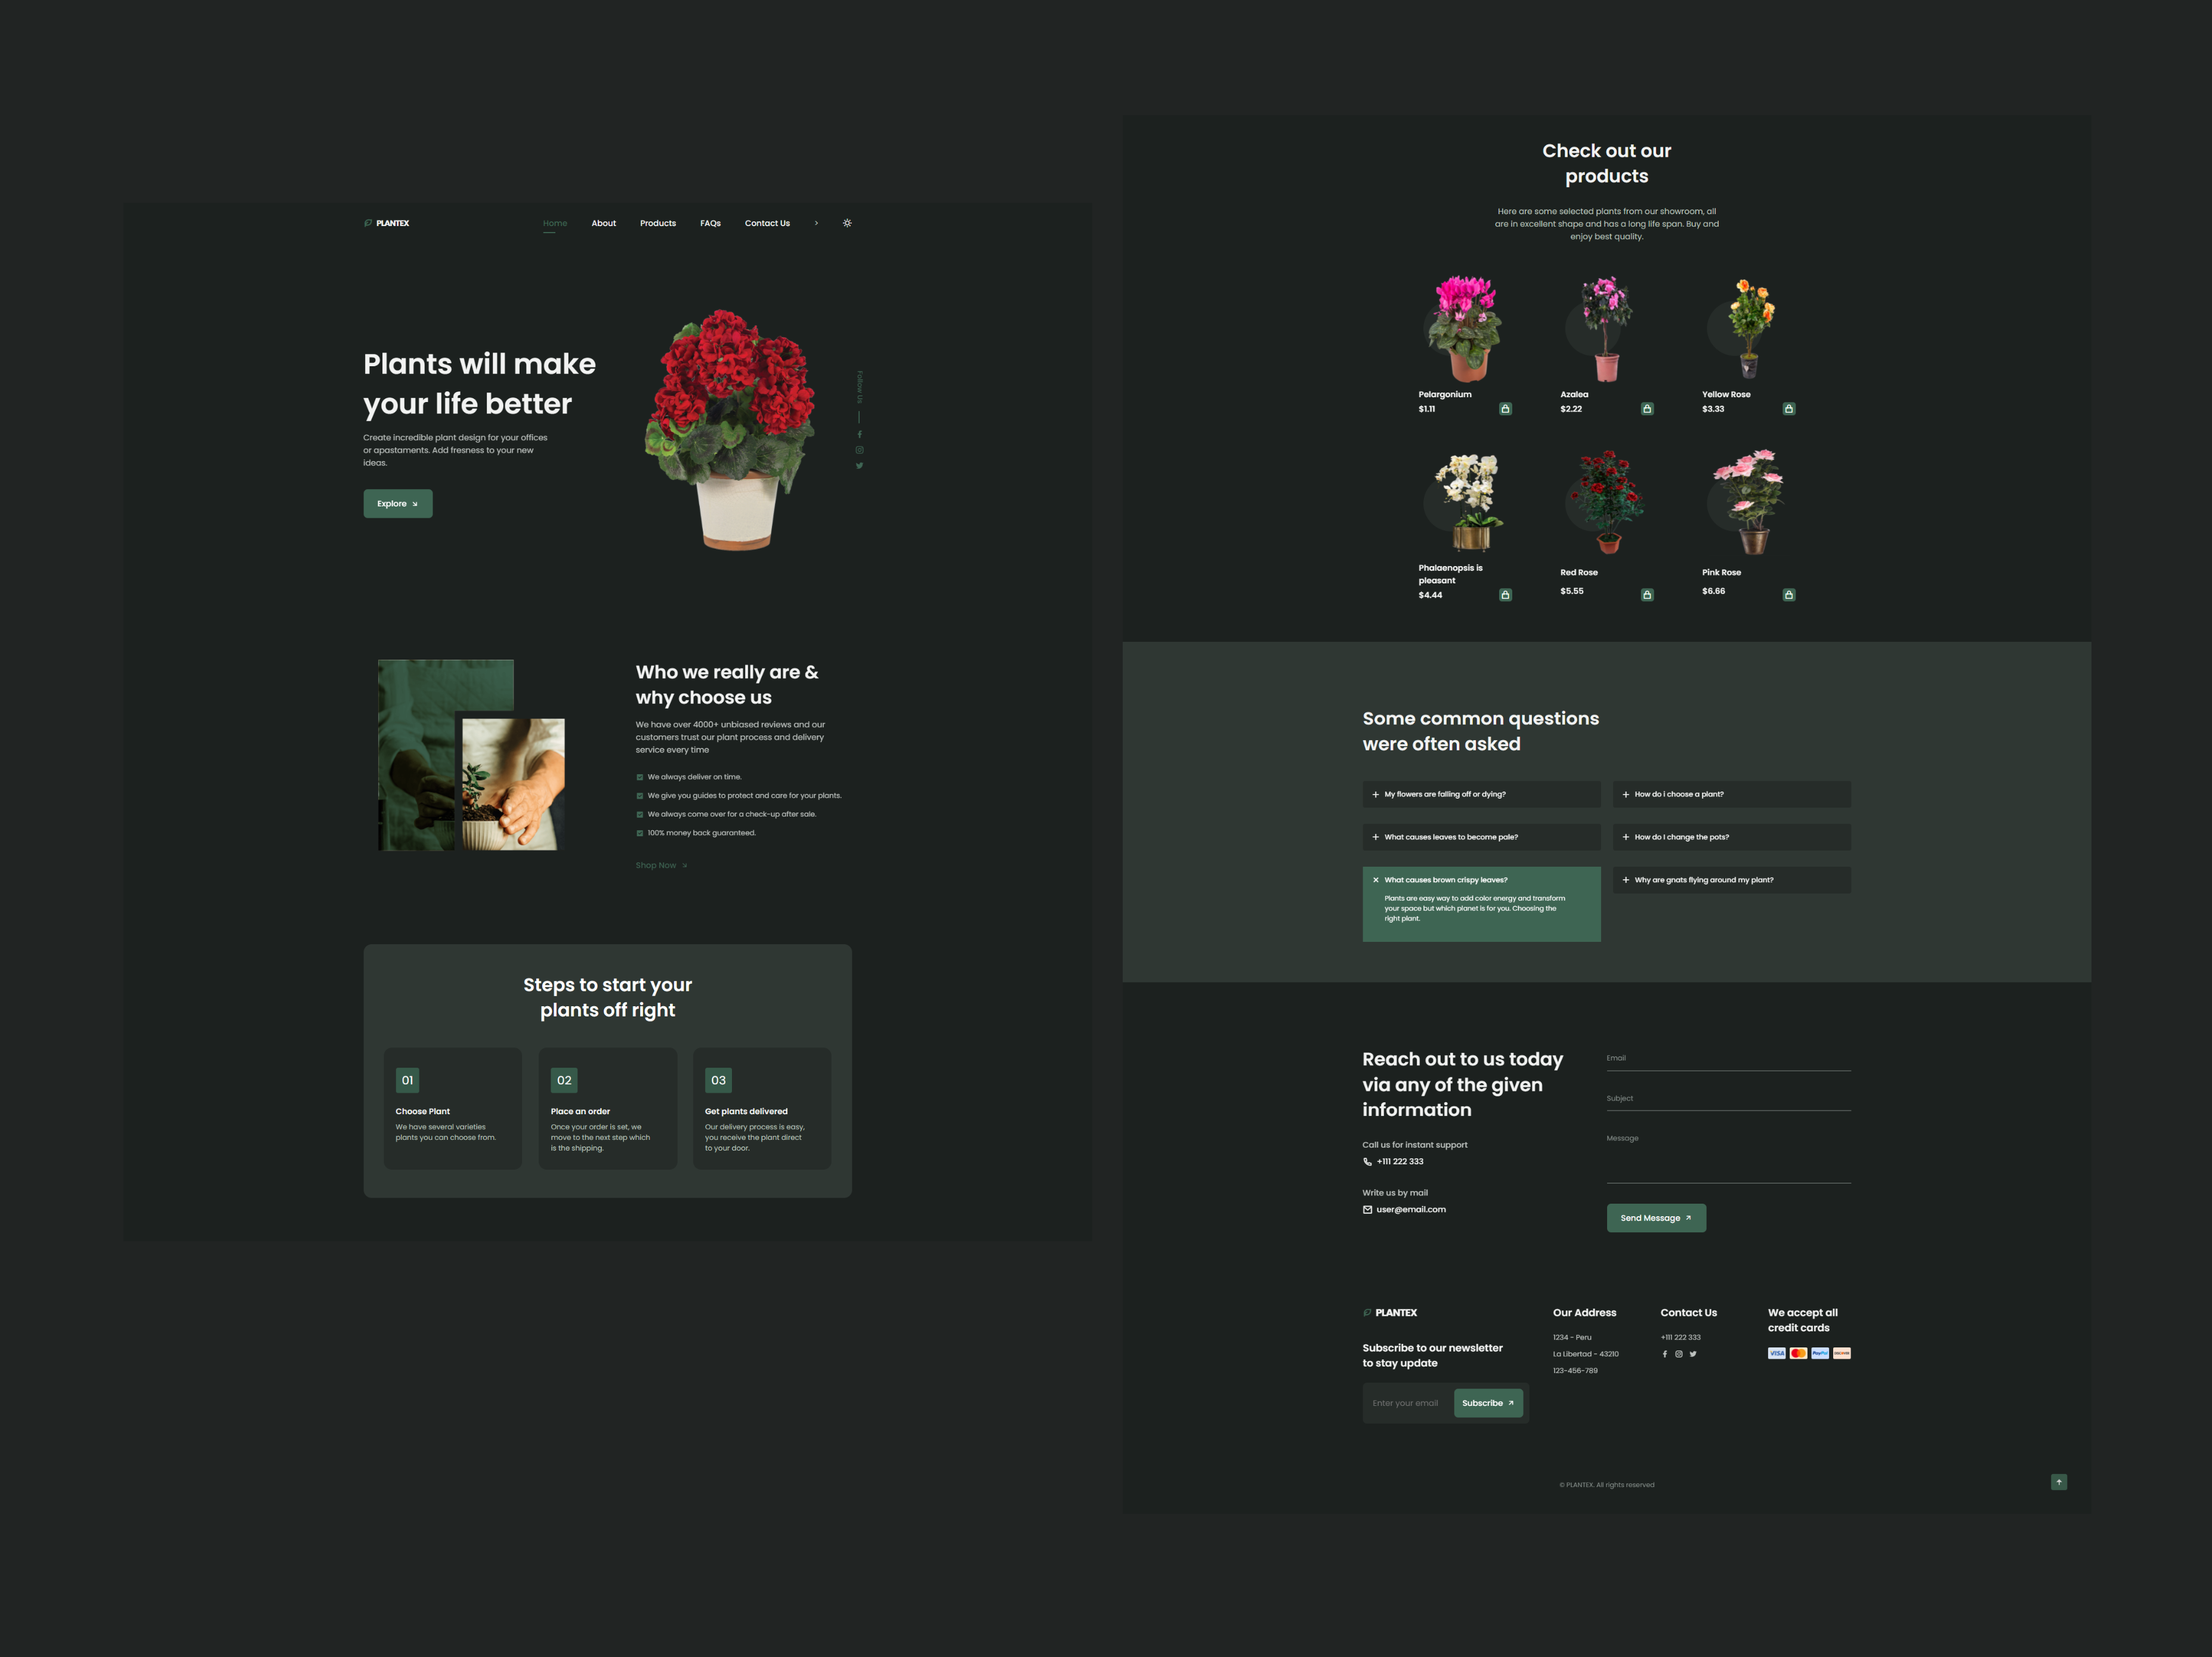 PLANTEX
Home About Products FAQs Contact Us
Plants will make
your life better
Create incredible plant design for your offices
or apastaments. Add fresness to your new
ideas.
Explore
Follow Us
Who we really are &
why choose us
We have over 4000+ unbiased reviews and our
customers trust our plant process and delivery
service every time
We always deliver on time.
We give you guides to protect and care for your plants.
We always come over for a check-up after sale.
100% money back guaranteed.
Shop Now
Steps to start your
plants off right
01
Choose Plant
We have several varieties
plants you can choose from.
02
Place an order
Once your order is set, we
move to the next step which
is the shipping.
03
Get plants delivered
Our delivery process is easy,
you receive the plant direct
to your door.
Check out our
products
Here are some selected plants from our showroom, all
are in excellent shape and has a long life span. Buy and
enjoy best quality.
Pelargonium
$1.11
Azalea
$2.22
Yellow Rose
$3.33
Phalaenopsis is
pleasant
$4.44
Red Rose
$5.55
Pink Rose
$6.66
Some common questions
were often asked
My flowers are falling off or dying?
How do i choose a plant?
What causes leaves to become pale?
How do I change the pots?
What causes brown crispy leaves?
Plants are easy way to add color energy and transform
your space but which planet is for you. Choosing the
right plant.
Why are gnats flying around my plant?
Reach out to us today
via any of the given
information
Call us for instant support
+111 222 333
Write us by mail
user@email.com
Email
Subject
Message
Send Message
PLANTEX
Subscribe to our newsletter
to stay update
Enter your email
Subscribe
Our Address
1234 - Peru
La Libertad - 43210
123-456-789
Contact Us
+111 222 333
We accept all
credit cards
VISA
PayPal
DISCOVER
© PLANTEX. All rights reserved